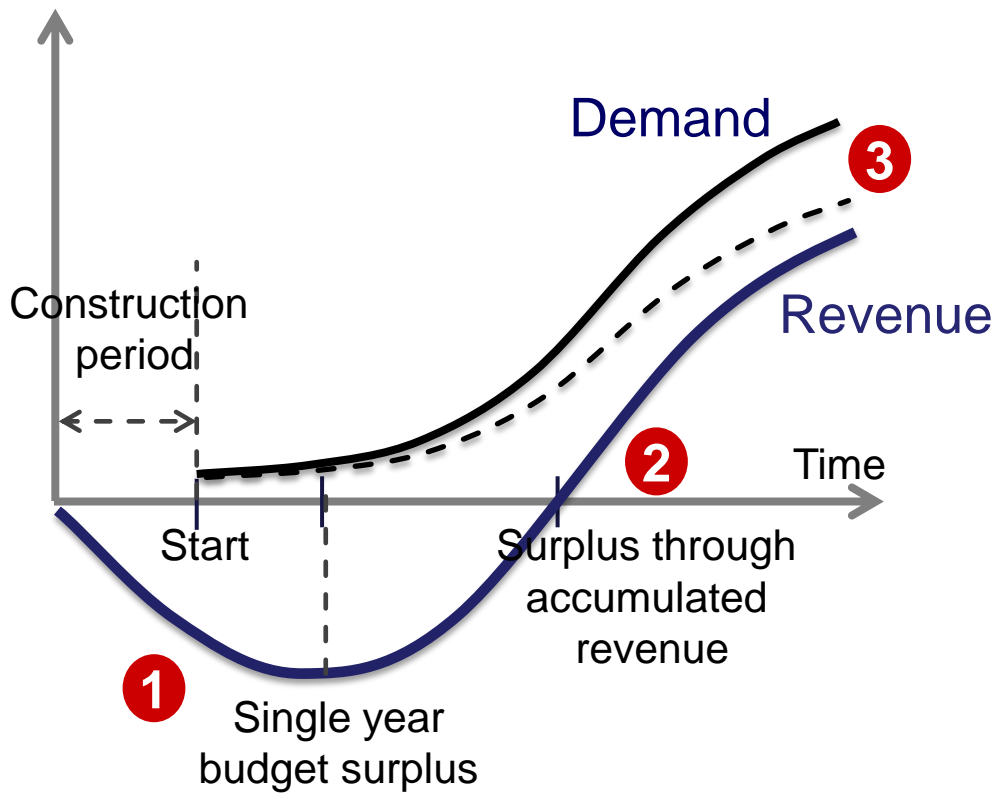 Demand
3
Construction
period
Revenue
2
Time
Start
Surplus through
accumulated
revenue
1
Single year
budget surplus